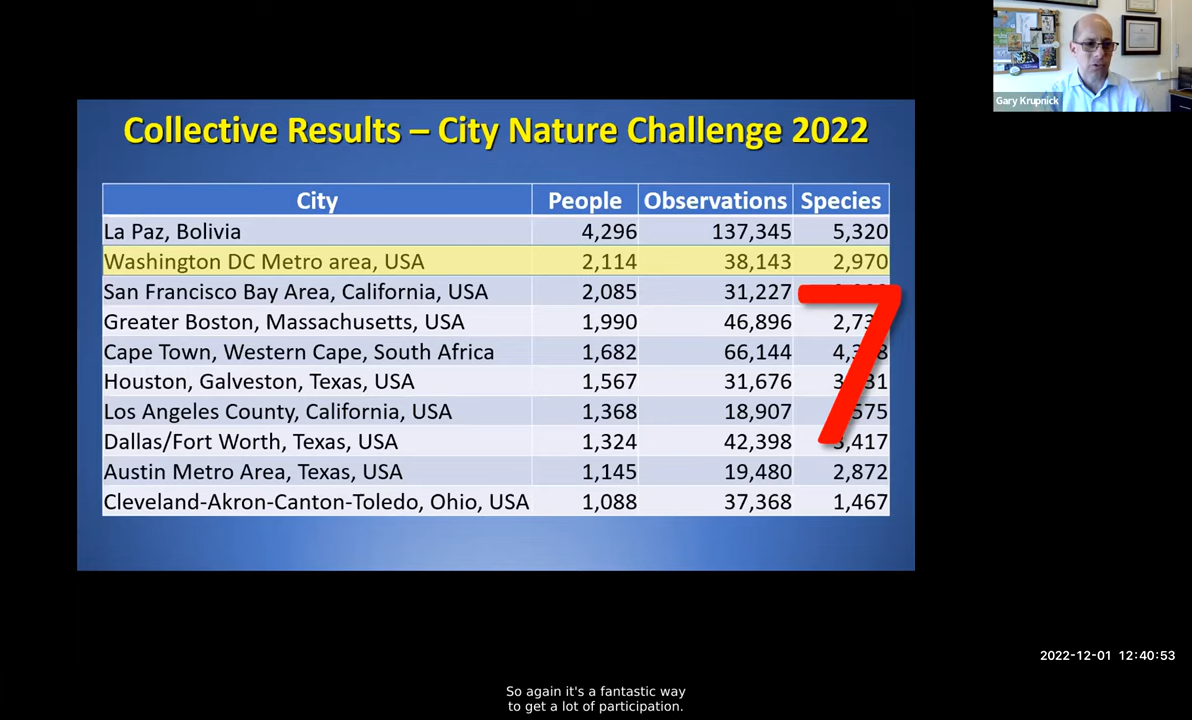 Gary Krupnick
Collective Results – City Nature Challenge 2022
City People Observations Species
La Paz, Bolivia 4,296 137,345 5,320
Washington DC Metro area, USA 2,114 38,143 2,970
San Francisco Bay Area, California, USA 2,085 31,227
Greater Boston, Massachusetts, USA 1,990 46,896
Cape Town, Western Cape, South Africa 1,682 66,144
Houston, Galveston, Texas, USA 1,567 31,676
Los Angeles County, California, USA 1,368 18,907
Dallas/Fort Worth, Texas, USA 1,324 42,398
Austin Metro Area, Texas, USA 1,145 19,480 2,872
Cleveland-Akron-Canton-Toledo, Ohio, USA 1,088 37,368 1,467
7
2022-12-01 12:40:53
So again it's a fantastic way
to get a lot of participation.